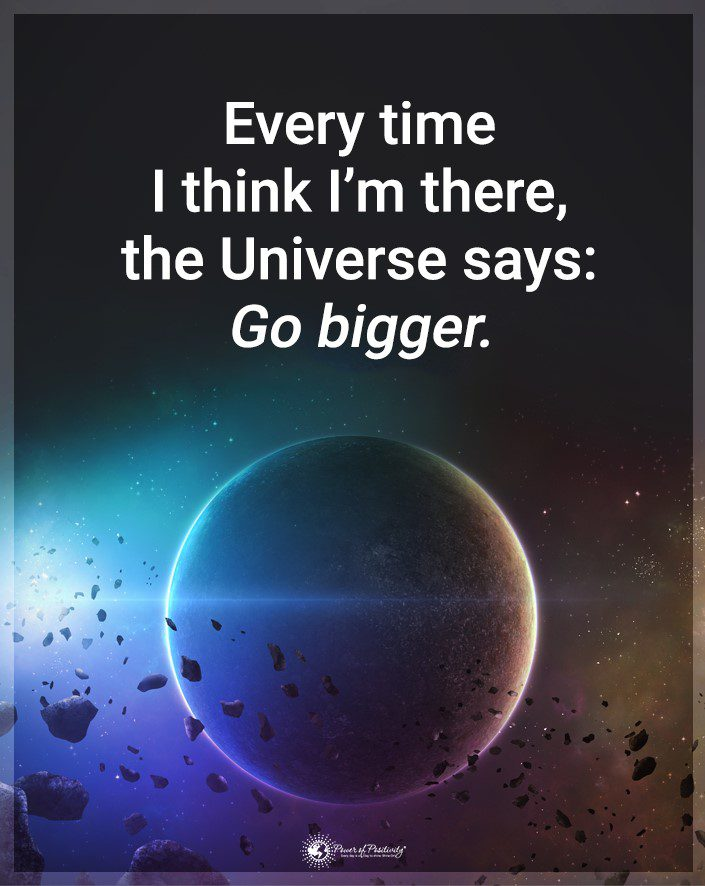 Every time
I think I’m there,
the Universe says:
Go bigger.
Power of Positivity